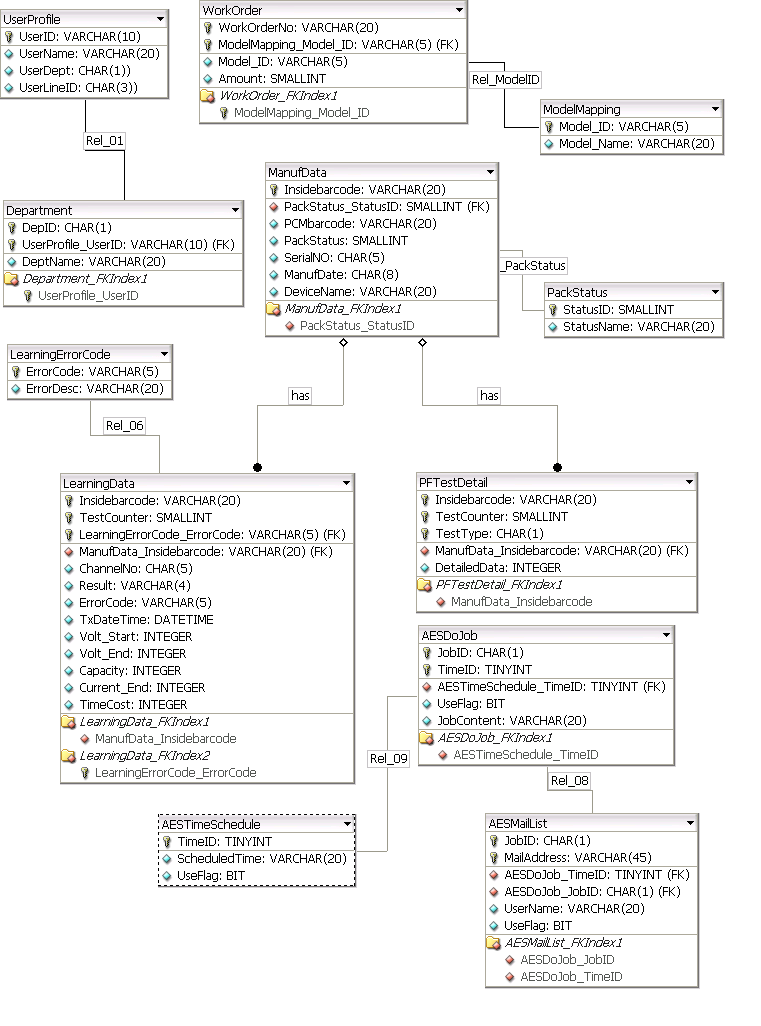 UserProfile
UserID: VARCHAR(10)
UserName: VARCHAR(20)
UserDept: CHAR(1))
UserLineID: CHAR(3))
WorkOrder
WorkOrderNo: VARCHAR(20)
ModelMapping_Model_ID: VARCHAR(5) (FK)
Model_ID: VARCHAR(5)
Amount: SMALLINT
WorkOrder_FKIndex1
ModelMapping_Model_ID
Rel_ModelID
ModelMapping
Model_ID: VARCHAR(5)
Model_Name: VARCHAR(20)
Rel_01
Department
DepID: CHAR(1)
UserProfile_UserID: VARCHAR(10) (FK)
DeptName: VARCHAR(20)
Department_FKIndex1
UserProfile_UserID
ManufData
Insidebarcode: VARCHAR(20)
PackStatus_StatusID: SMALLINT (FK)
PCMbarcode: VARCHAR(20)
PackStatus: SMALLINT
SerialNO: CHAR(5)
ManufDate: CHAR(8)
DeviceName: VARCHAR(20)
ManufData_FKIndex1
PackStatus_StatusID
_PackStatus
PackStatus
StatusID: SMALLINT
StatusName: VARCHAR(20)
LearningErrorCode
ErrorCode: VARCHAR(5)
ErrorDesc: VARCHAR(20)
Rel_06
has
has
LearningData
Insidebarcode: VARCHAR(20)
TestCounter: SMALLINT
LearningErrorCode_ErrorCode: VARCHAR(5) (FK)
ManufData_Insidebarcode: VARCHAR(20) (FK)
ChannelNo: CHAR(5)
Result: VARCHAR(4)
ErrorCode: VARCHAR(5)
TxDateTime: DATETIME
Volt_Start: INTEGER
Volt_End: INTEGER
Capacity: INTEGER
Current_End: INTEGER
TimeCost: INTEGER
LearningData_FKIndex1
ManufData_Insidebarcode
LearningData_FKIndex2
LearningErrorCode_ErrorCode
PFTestDetail
Insidebarcode: VARCHAR(20)
TestCounter: SMALLINT
TestType: CHAR(1)
ManufData_Insidebarcode: VARCHAR(20) (FK)
DetailedData: INTEGER
PFTestDetail_FKIndex1
ManufData_Insidebarcode
AESDoJob
JobID: CHAR(1)
TimeID: TINYINT
AESTimeSchedule_TimeID: TINYINT (FK)
UseFlag: BIT
JobContent: VARCHAR(20)
AESDoJob_FKIndex1
AESTimeSchedule_TimeID
Rel_09
Rel_08
AESTimeSchedule
TimeID: TINYINT
ScheduledTime: VARCHAR(20)
UseFlag: BIT
AESMailList
JobID: CHAR(1)
MailAddress: VARCHAR(45)
AESDoJob_TimeID: TINYINT (FK)
AESDoJob_JobID: CHAR(1) (FK)
UserName: VARCHAR(20)
UseFlag: BIT
AESMailList_FKIndex1
AESDoJob_JobID
AESDoJob_TimeID